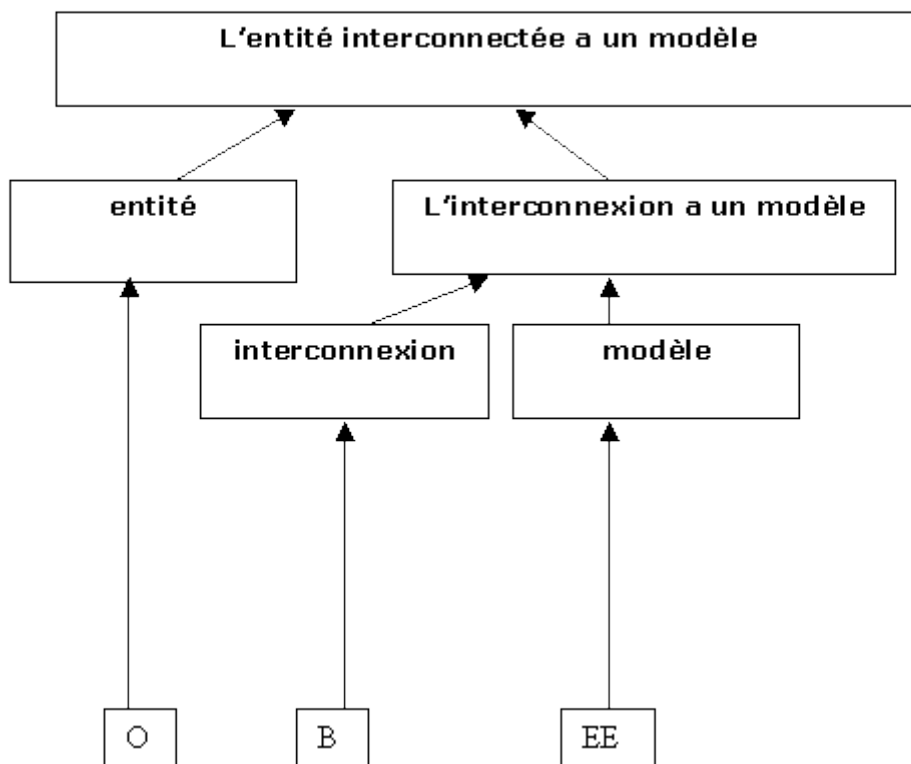 L'entité interconnectée a un modèle
entité
L'interconnexion a un modèle
interconnexion
modèle
O
B
EE